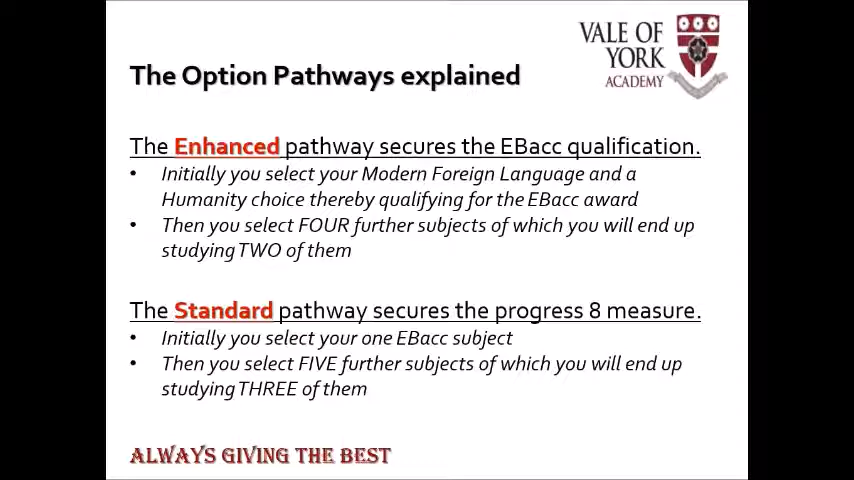 VALE OF
YORK
ACADEMY
The Option Pathways explained
The Enhanced pathway secures the EBacc qualification.
• Initially you select your Modern Foreign Language and a
Humanity choice thereby qualifying for the EBacc award
• Then you select FOUR further subjects of which you will end up
studying TWO of them
The Standard pathway secures the progress 8 measure.
• Initially you select your one EBacc subject
• Then you select FIVE further subjects of which you will end up
studying THREE of them
ALWAYS GIVING THE BEST